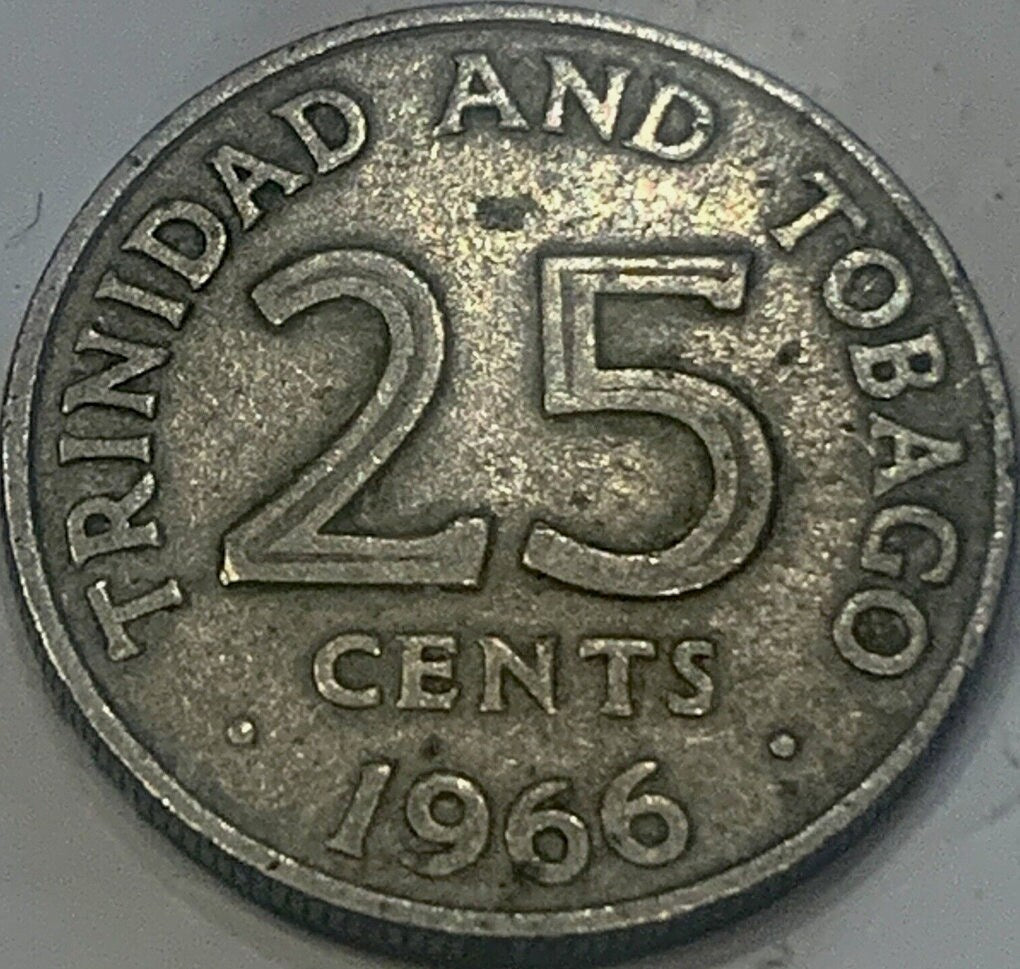 TRINIDAD AND TOBAGO
25
CENTS
· 1966 ·